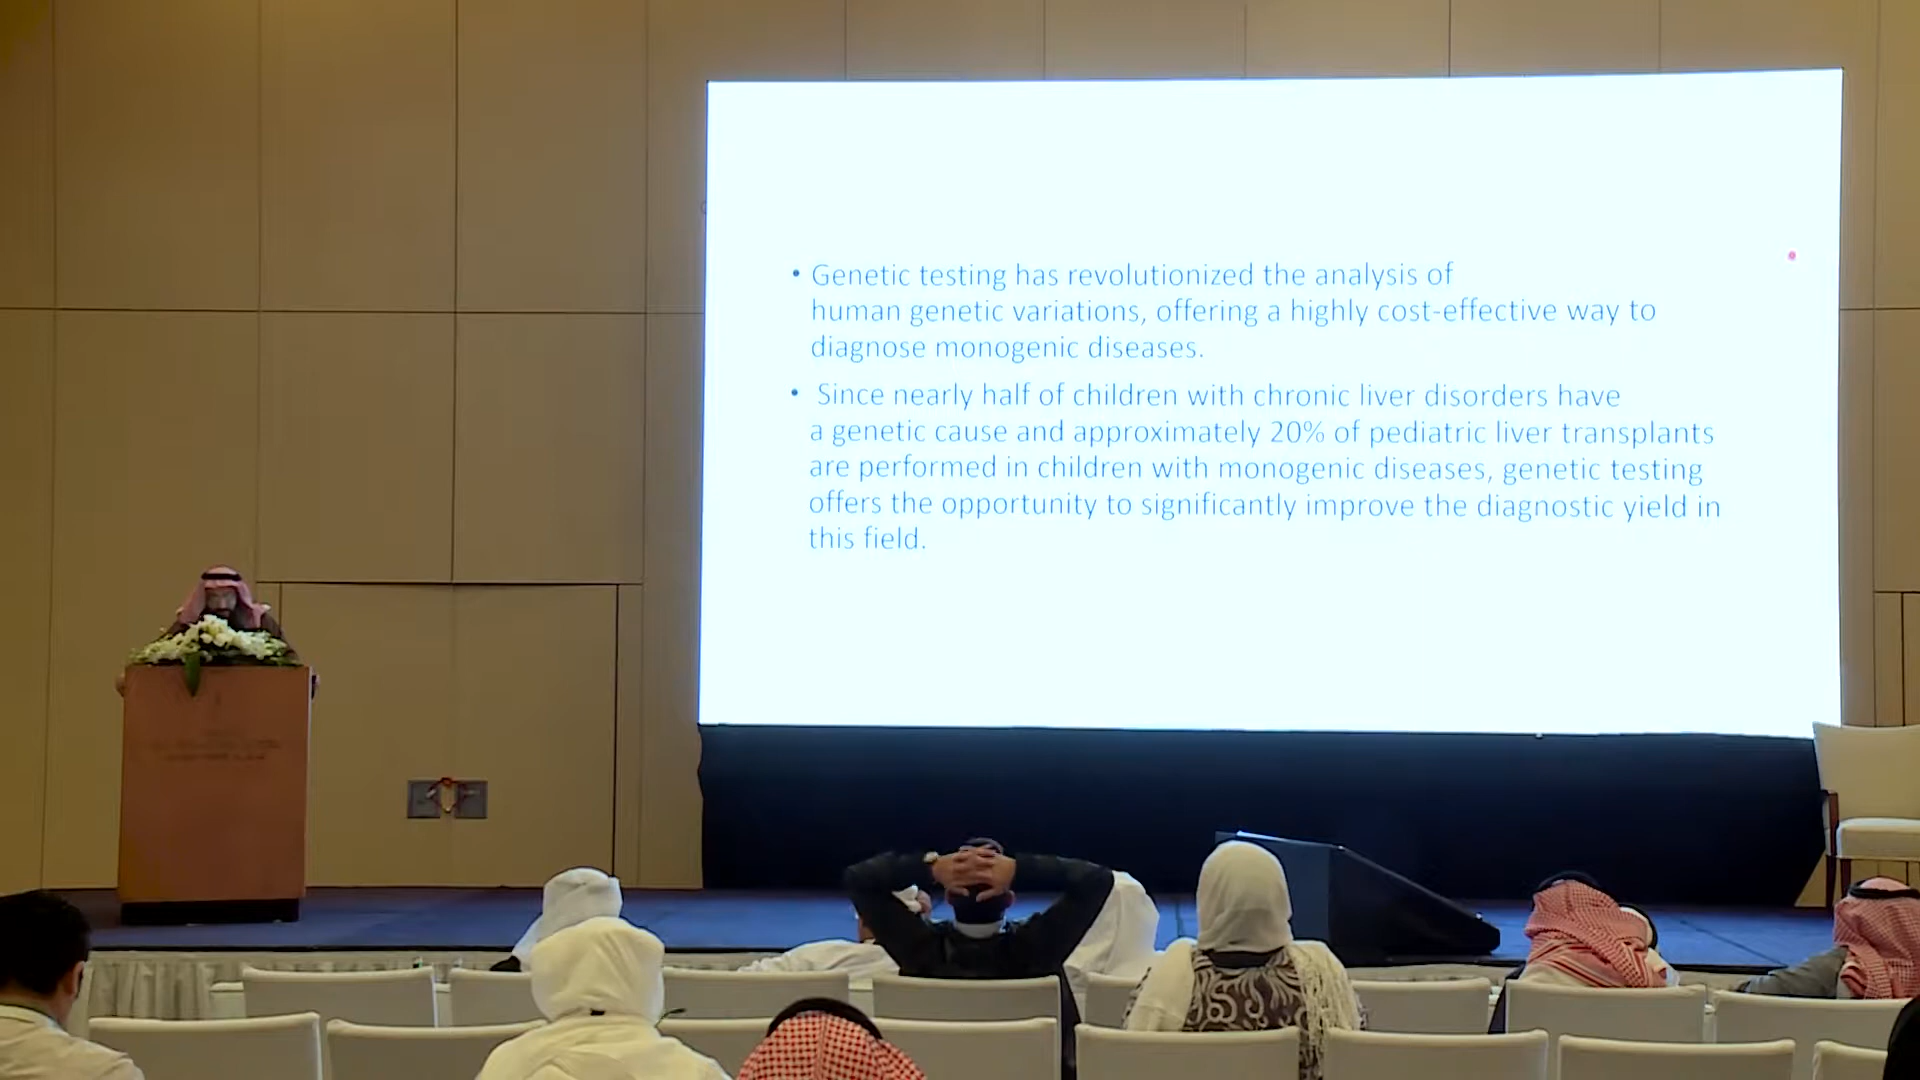 • Genetic testing has revolutionized the analysis of
human genetic variations, offering a highly cost-effective way to
diagnose monogenic diseases.
• Since nearly half of children with chronic liver disorders have
a genetic cause and approximately 20% of pediatric liver transplants
are performed in children with monogenic diseases, genetic testing
offers the opportunity to significantly improve the diagnostic yield in
this field.